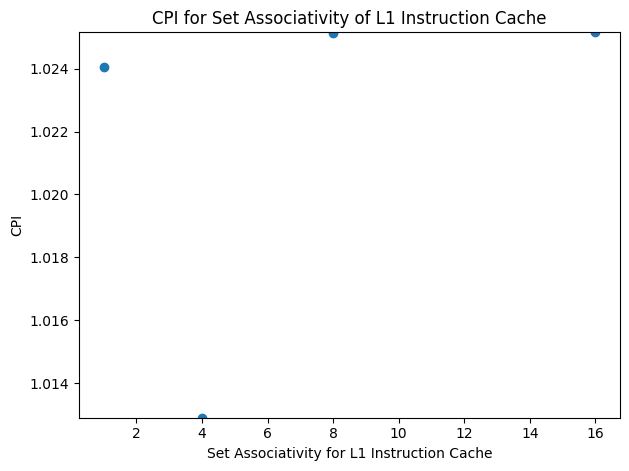 CPI for Set Associativity of L1 Instruction Cache
1.024
1.022
1.020
1.018
1.016
1.014
CPI
2 4 6 8 10 12 14 16
Set Associativity for L1 Instruction Cache